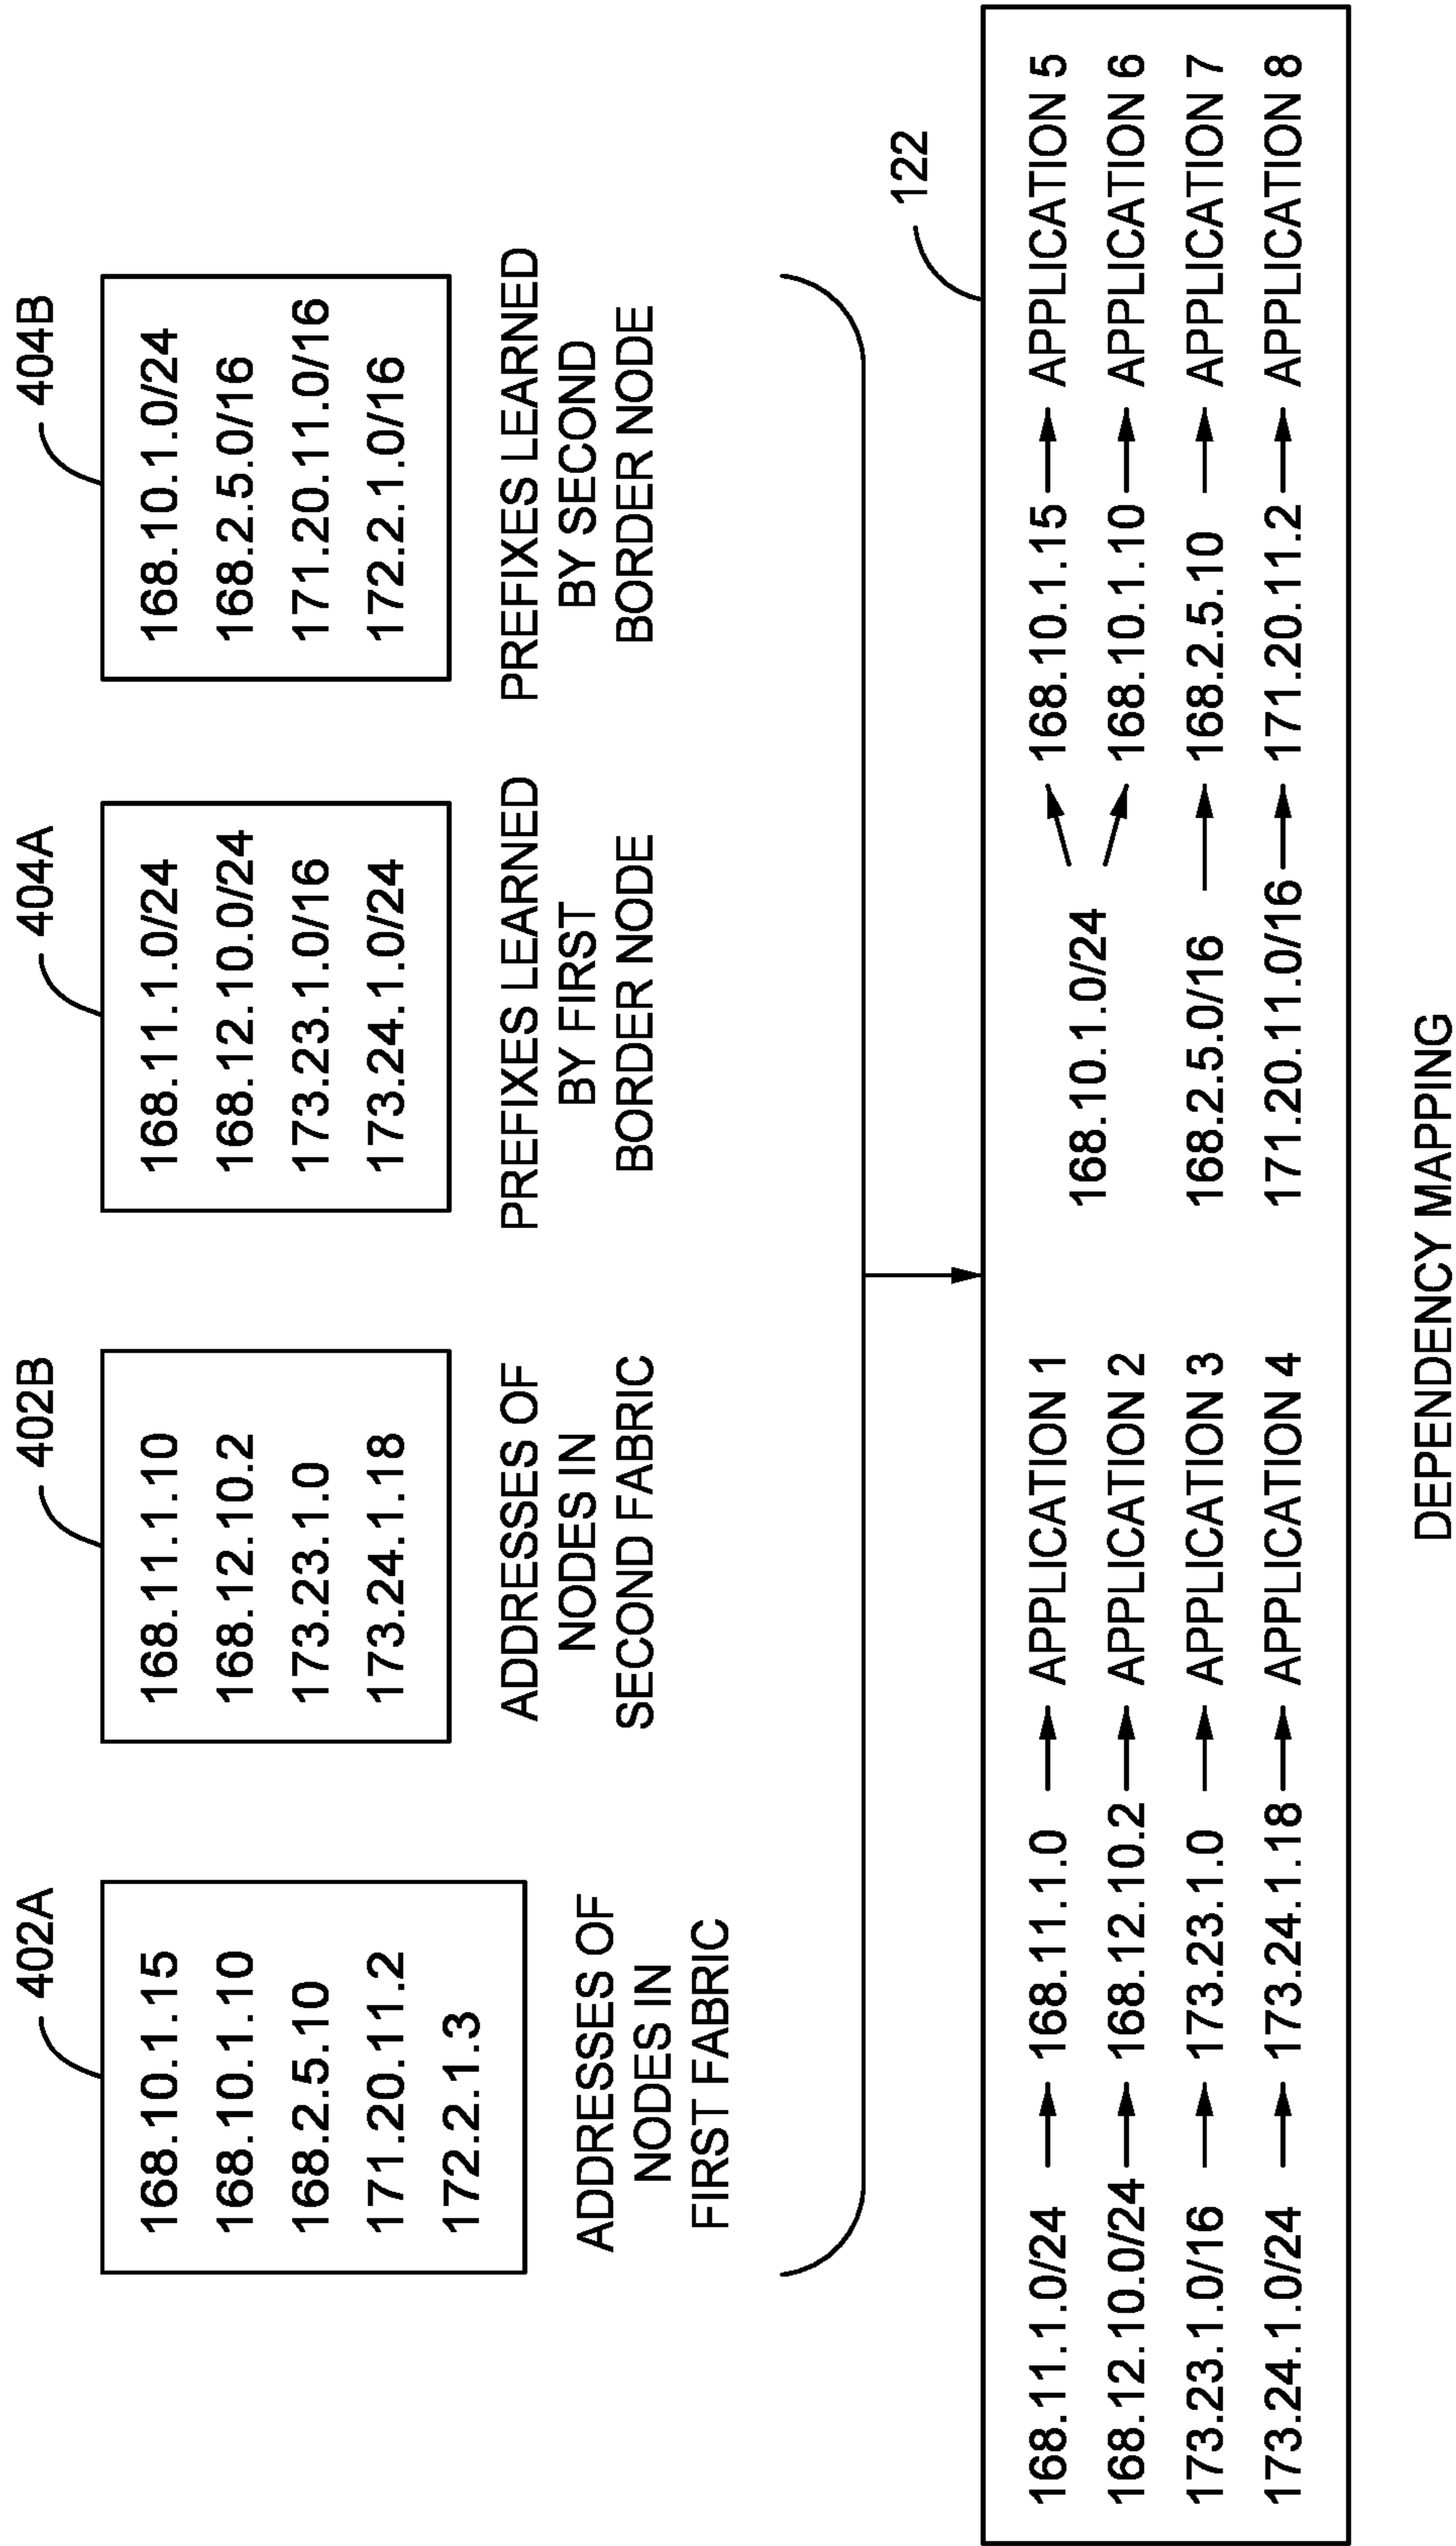 402A
168.10.1.15
168.10.1.10
168.2.5.10
171.20.11.2
172.2.1.3
ADDRESSES OF
NODES IN
FIRST FABRIC
402B
168.11.1.10
168.12.10.2
173.23.1.0
173.24.1.18
ADDRESSES OF
NODES IN
SECOND FABRIC
404A
168.11.1.0/24
168.12.10.0/24
173.23.1.0/16
173.24.1.0/24
PREFIXES LEARNED
BY FIRST
BORDER NODE
404B
168.10.1.0/24
168.2.5.0/16
171.20.11.0/16
172.2.1.0/16
PREFIXES LEARNED
BY SECOND
BORDER NODE
122
168.11.1.0/24 → 168.11.1.0 → APPLICATION 1
168.12.10.0/24 → 168.12.10.2 → APPLICATION 2
173.23.1.0/16 → 173.23.1.0 → APPLICATION 3
173.24.1.0/24 → 173.24.1.18 → APPLICATION 4
168.10.1.0/24
168.10.1.15 → APPLICATION 5
168.10.1.10 → APPLICATION 6
168.2.5.0/16 → 168.2.5.10 → APPLICATION 7
171.20.11.0/16 → 171.20.11.2 → APPLICATION 8
DEPENDENCY MAPPING